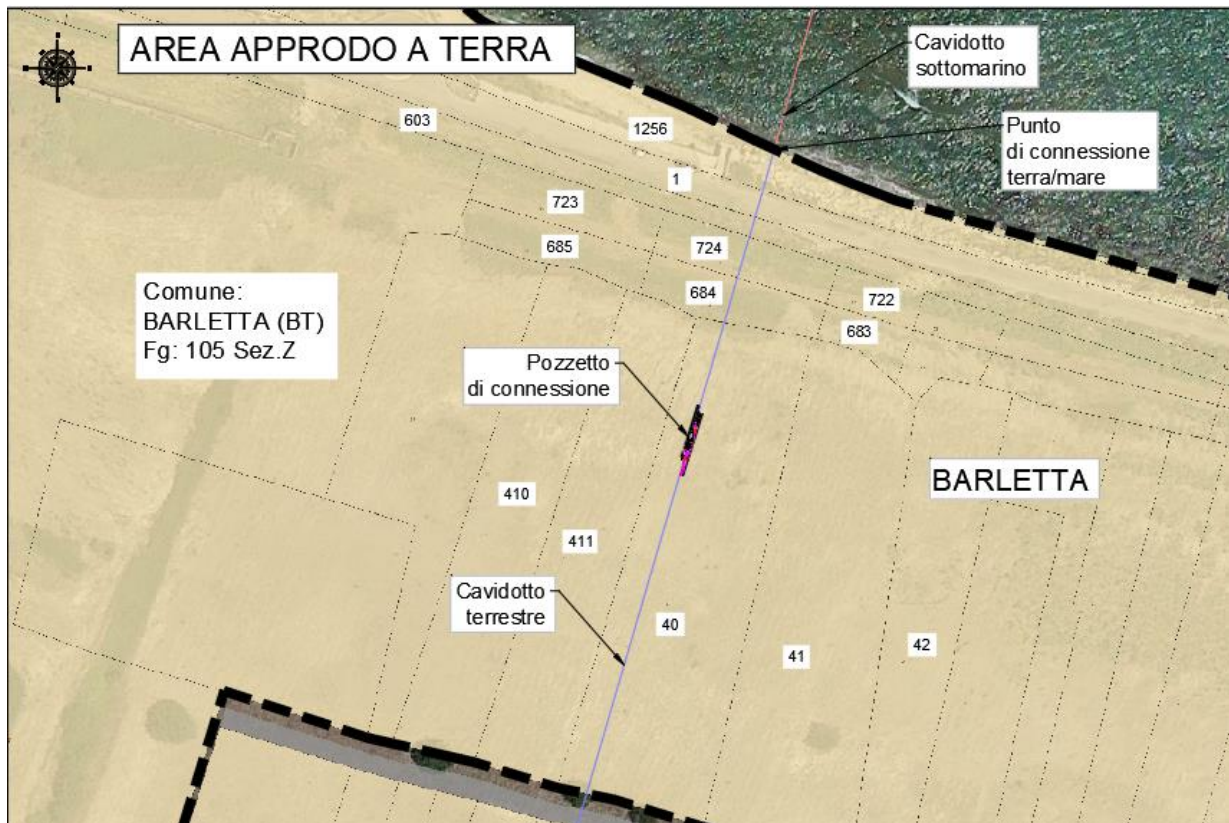 AREA APPRODO A TERRA
Cavidotto
sottomarino
603
1256
Punto
di connessione
terra/mare
1
723
685
724
684
722
683
Comune:
BARLETTA (BT)
Fg: 105 Sez.Z
Pozzetto
di connessione
BARLETTA
410
411
Cavidotto
terrestre
40
41
42